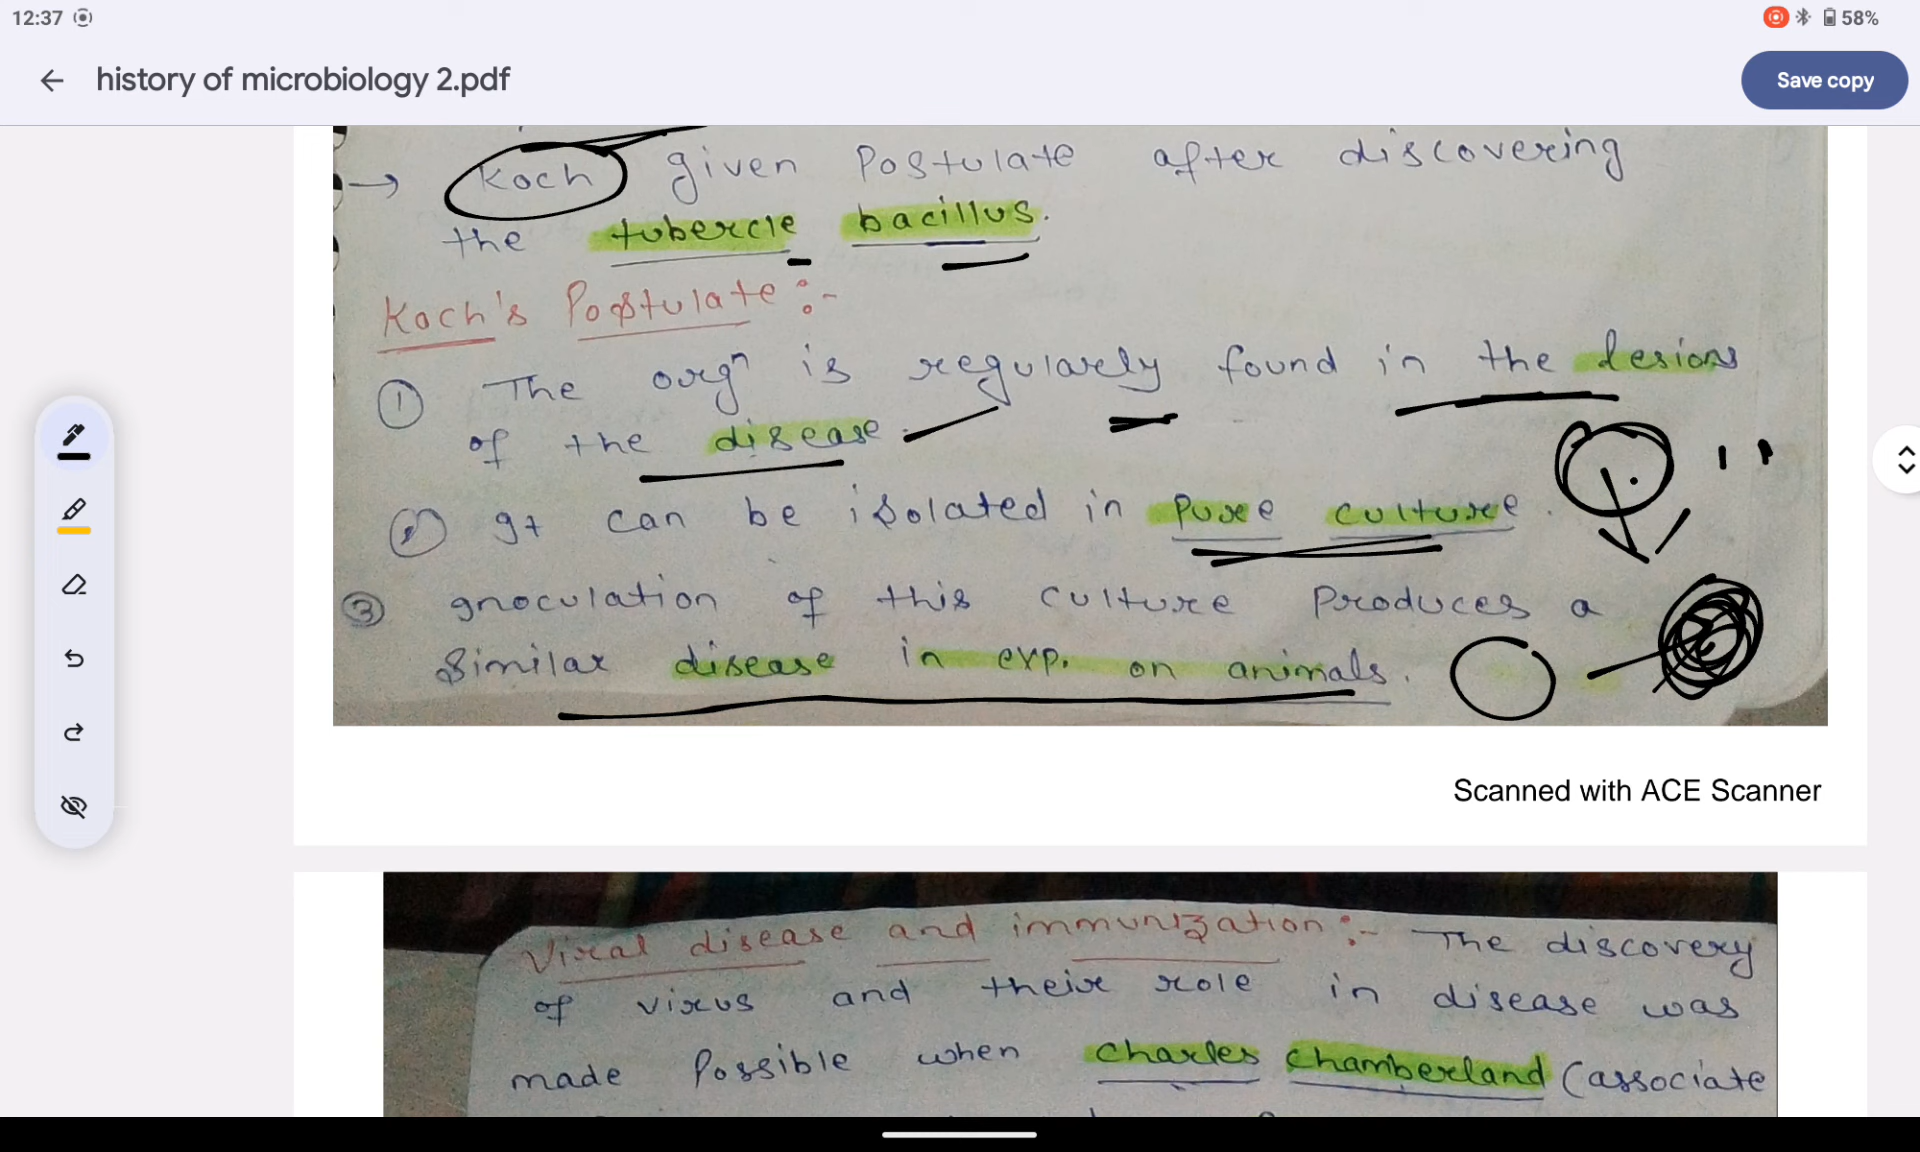 12:37
58%
history of microbiology 2.pdf
Save copy
→ Koch given Postulate after discovering
the tubercle bacillus.
Koch's Postulate :-
① The orgⁿ is regularly found in the lesions
of the disease.
② It can be isolated in pure culture.
③ Inoculation of this culture Produces a
Similar disease in exp. on animals.
Scanned with ACE Scanner
Viral disease and immunization :- The discovery
of virus and their role in disease was
made Possible when Charles Chamberland (associate